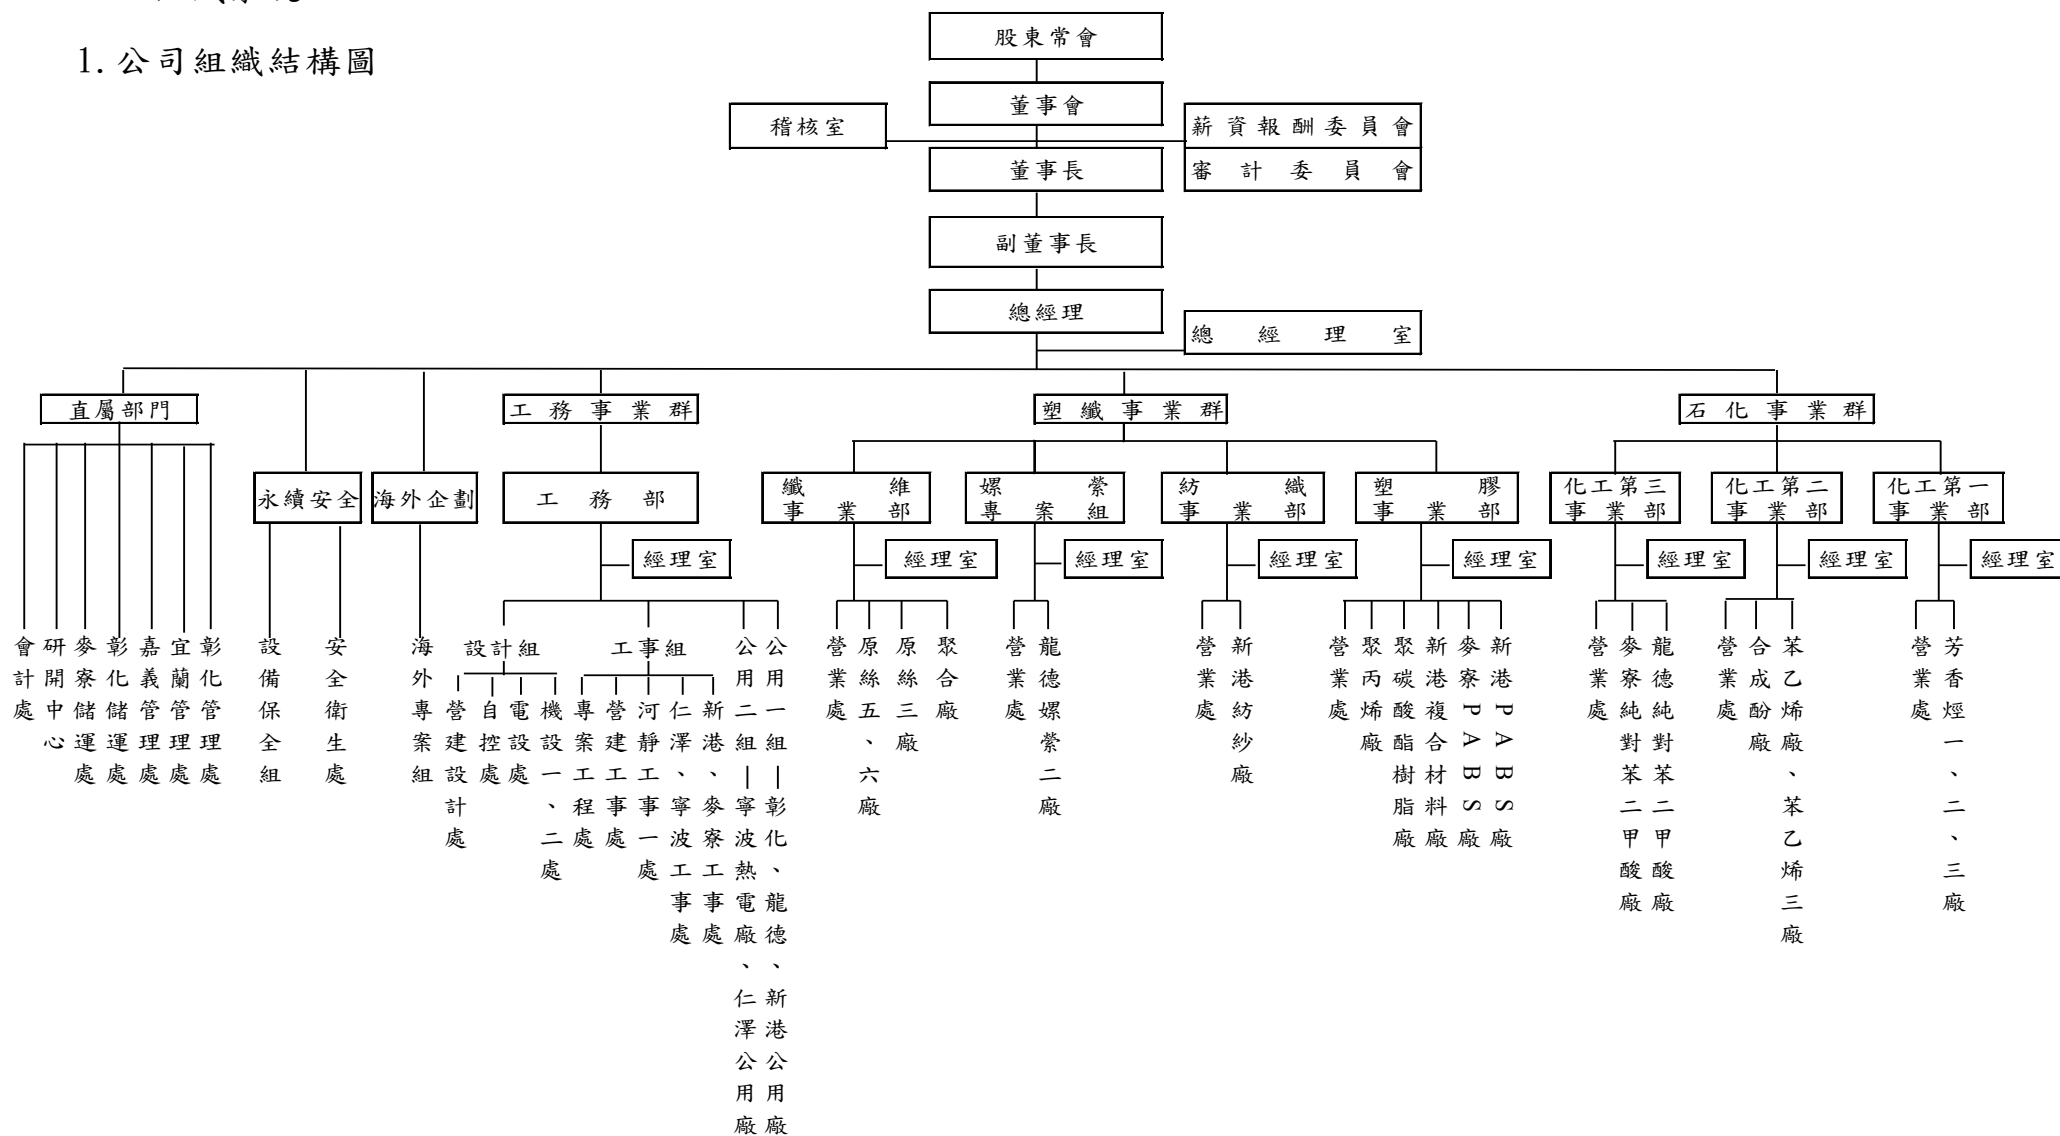 1.公司組織結構圖
股東常會
董事會
稽核室
薪資報酬委員會
審計委員會
董事長
副董事長
總經理
總經理室
直屬部門
工務事業群
塑纖事業群
石化事業群
永續安全
海外企劃
工務部
纖維
事業部
嫘縈
專案組
紡織
事業部
塑膠
事業部
化工第三
事業部
化工第二
事業部
化工第一
事業部
經理室
經理室
經理室
經理室
經理室
經理室
經理室
經理室
會計處
研開中心
麥寮儲運處
彰化儲運處
嘉義管理處
宜蘭管理處
彰化管理處
設備保全組
安全衛生處
海外專案組
設計組
營建設計處
自控處
電設處
機設一、二處
工事組
專案工程處
營建工事處
河靜工事一處
仁澤、寧波工事處
新港、麥寮工事處
公用二組—寧波熱電廠、仁澤公用廠
公用一組—彰化、龍德、新港公用廠
營業處
原絲五、六廠
原絲三廠
聚合廠
營業處
龍德嫘縈二廠
營業處
新港紡紗廠
營業處
聚丙烯廠
聚碳酸酯樹脂廠
新港複合材料廠
麥寮PABS廠
新港PABS廠
營業處
麥寮純對苯二甲酸廠
龍德純對苯二甲酸廠
營業處
合成酚廠
苯乙烯廠、苯乙烯三廠
營業處
芳香烴一、二、三廠